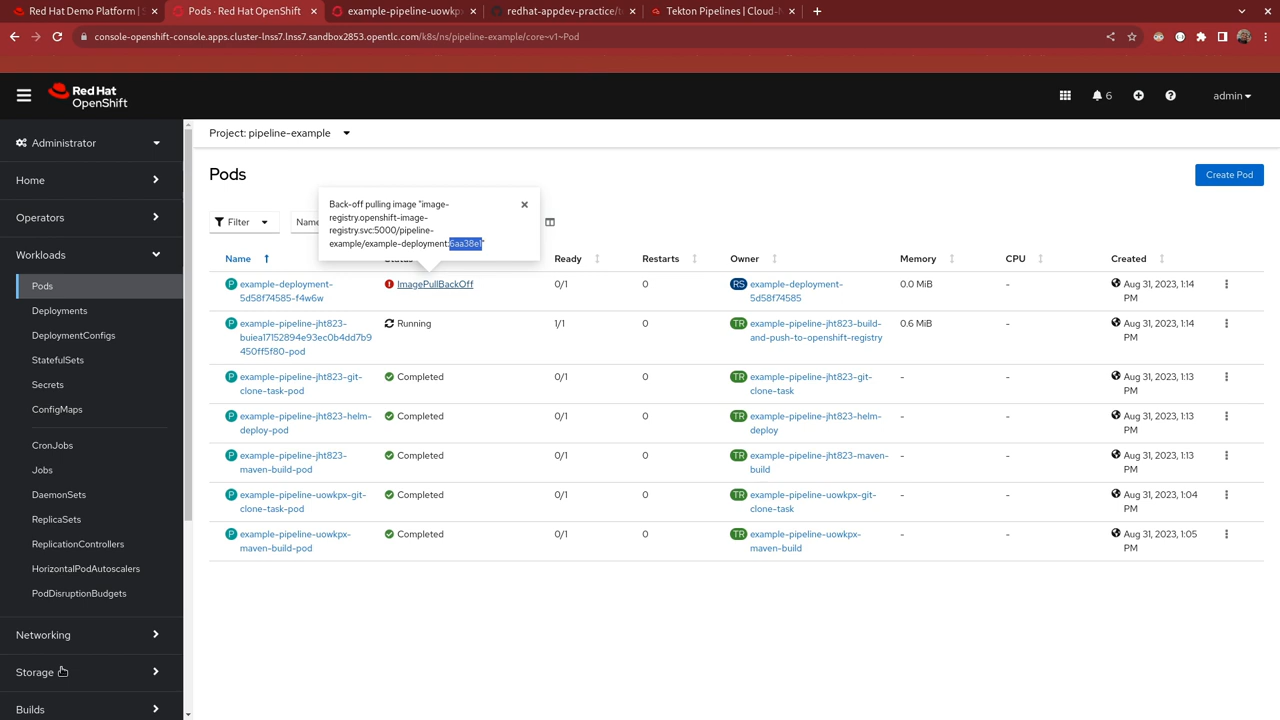 Red Hat Demo Platform |
Pods · Red Hat OpenShift
example-pipeline-uowkp
redhat-appdev-practice/t
Tekton Pipelines | Cloud-N
console-openshift-console.apps.cluster-lnss7.lnss7.sandbox2853.opentlc.com/k8s/ns/pipeline-example/core~v1~Pod
Red Hat
OpenShift
6
admin
Administrator
Home
Operators
Workloads
Pods
Deployments
DeploymentConfigs
StatefulSets
Secrets
ConfigMaps
CronJobs
Jobs
DaemonSets
ReplicaSets
ReplicationControllers
HorizontalPodAutoscalers
PodDisruptionBudgets
Networking
Storage
Builds
Project: pipeline-example
Pods
Create Pod
Filter
Name
Back-off pulling image "image-
registry.openshift-image-
registry.svc:5000/pipeline-
example/example-deployment:6aa38e1"
Name Status Ready Restarts Owner Memory CPU Created
P example-deployment- ImagePullBackOff 0/1 0 RS example-deployment- 0.0 MiB - Aug 31, 2023, 1:14
5d58f74585-f4w6w 5d58f74585 PM
P example-pipeline-jht823- Running 1/1 0 TR example-pipeline-jht823-build- 0.6 MiB - Aug 31, 2023, 1:14
buiea17152894e93ec0b4dd7b9 and-push-to-openshift-registry PM
450ff5f80-pod
P example-pipeline-jht823-git- Completed 0/1 0 TR example-pipeline-jht823-git- - - Aug 31, 2023, 1:13
clone-task-pod clone-task PM
P example-pipeline-jht823-helm- Completed 0/1 0 TR example-pipeline-jht823-helm- - - Aug 31, 2023, 1:13
deploy-pod deploy PM
P example-pipeline-jht823- Completed 0/1 0 TR example-pipeline-jht823-maven- - - Aug 31, 2023, 1:13
maven-build-pod build PM
P example-pipeline-uowkpx-git- Completed 0/1 0 TR example-pipeline-uowkpx-git- - - Aug 31, 2023, 1:04
clone-task-pod clone-task PM
P example-pipeline-uowkpx- Completed 0/1 0 TR example-pipeline-uowkpx- - - Aug 31, 2023, 1:05
maven-build-pod maven-build PM